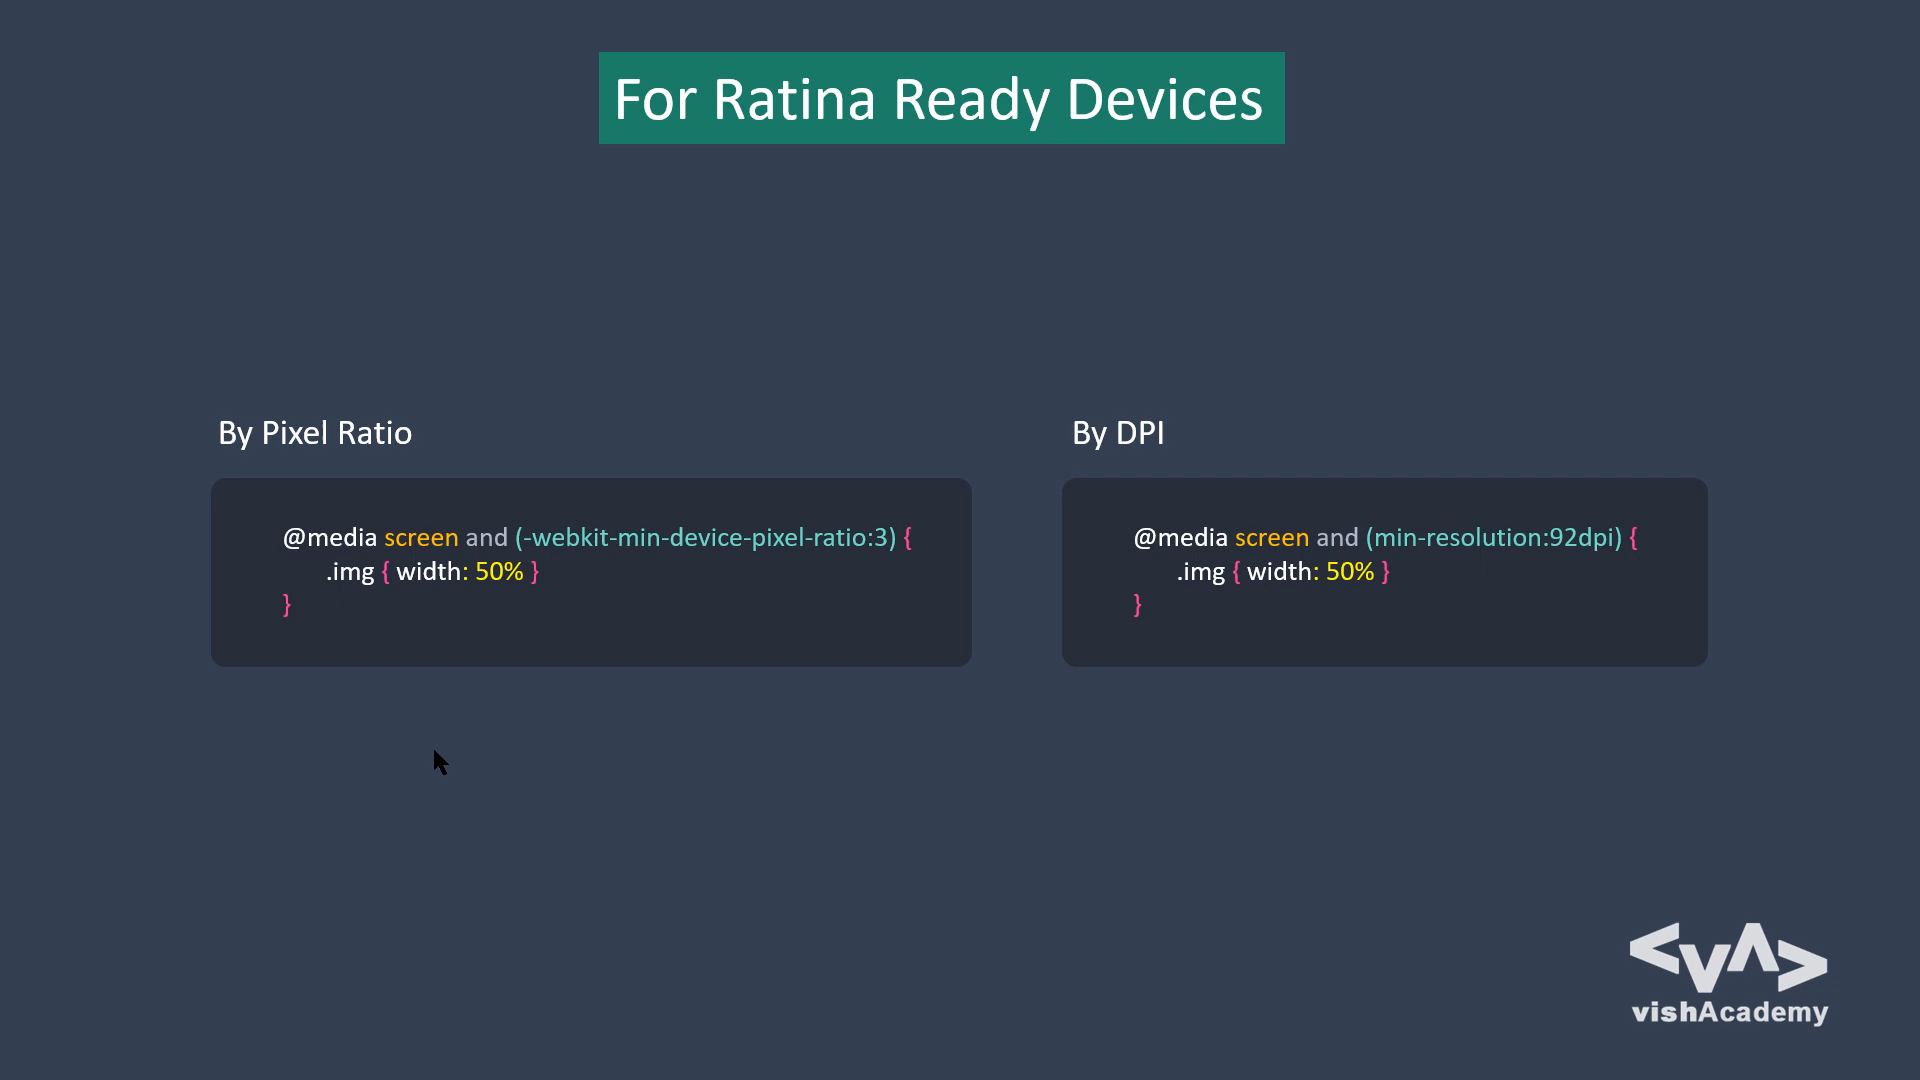 For Ratina Ready Devices
By Pixel Ratio
@media screen and (-webkit-min-device-pixel-ratio:3) {
.img { width: 50% }
}
By DPI
@media screen and (min-resolution:92dpi) {
.img { width: 50% }
}
<VA>
vishAcademy